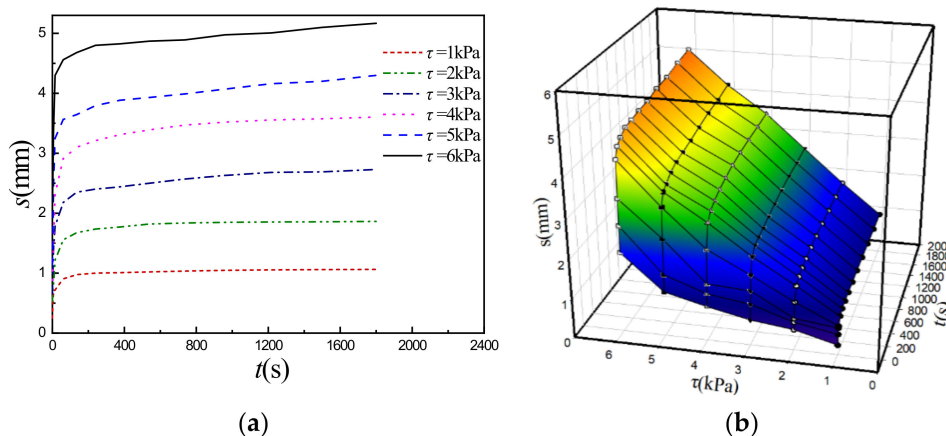 5
4
3
2
1
0
s(mm)
0 400 800 1200 1600 2000 2400
t(s)
τ =1kPa
τ =2kPa
τ =3kPa
τ =4kPa
τ =5kPa
τ =6kPa
(a)
6
5
4
3
2
1
0
s(mm)
6 5 4 3 2 1 0
τ(kPa)
200
1800
1600
1400
1200
1000
800
600
400
200
0
t(s)
(b)